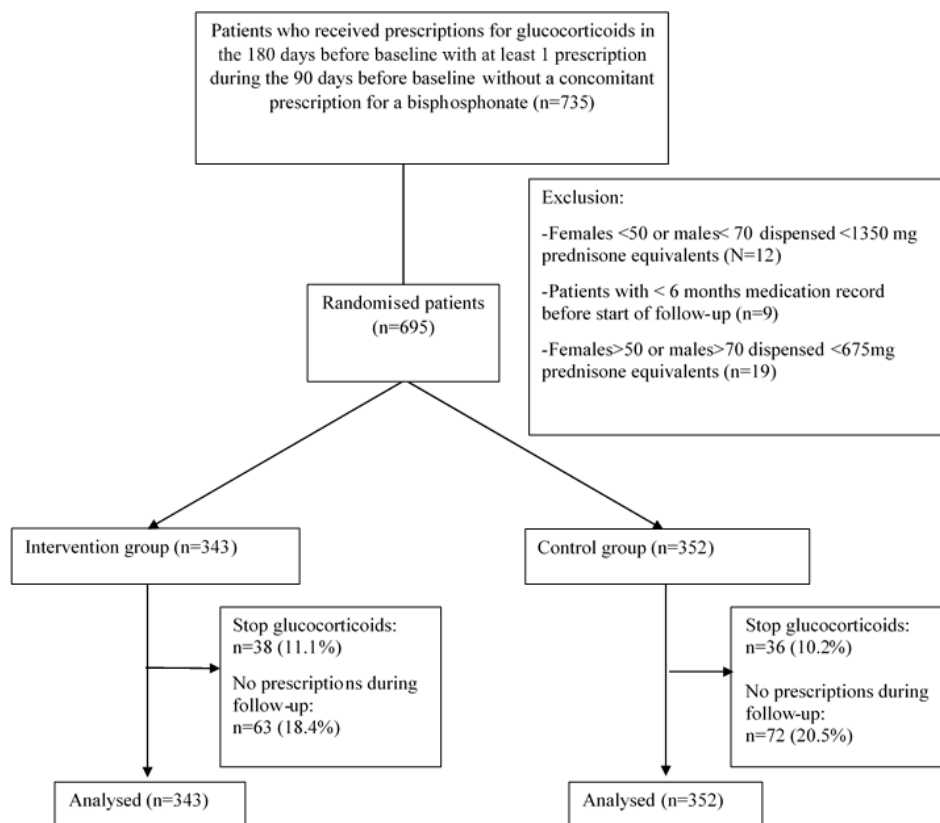 Patients who received prescriptions for glucocorticoids in
the 180 days before baseline with at least 1 prescription
during the 90 days before baseline without a concomitant
prescription for a bisphosphonate (n=735)
Exclusion:
-Females <50 or males< 70 dispensed <1350 mg
prednisone equivalents (N=12)
-Patients with < 6 months medication record
before start of follow-up (n=9)
-Females>50 or males>70 dispensed <675mg
prednisone equivalents (n=19)
Randomised patients
(n=695)
Intervention group (n=343)
Control group (n=352)
Stop glucocorticoids:
n=38 (11.1%)
No prescriptions during
follow-up:
n=63 (18.4%)
Stop glucocorticoids:
n=36 (10.2%)
No prescriptions during
follow-up:
n=72 (20.5%)
Analysed (n=343)
Analysed (n=352)